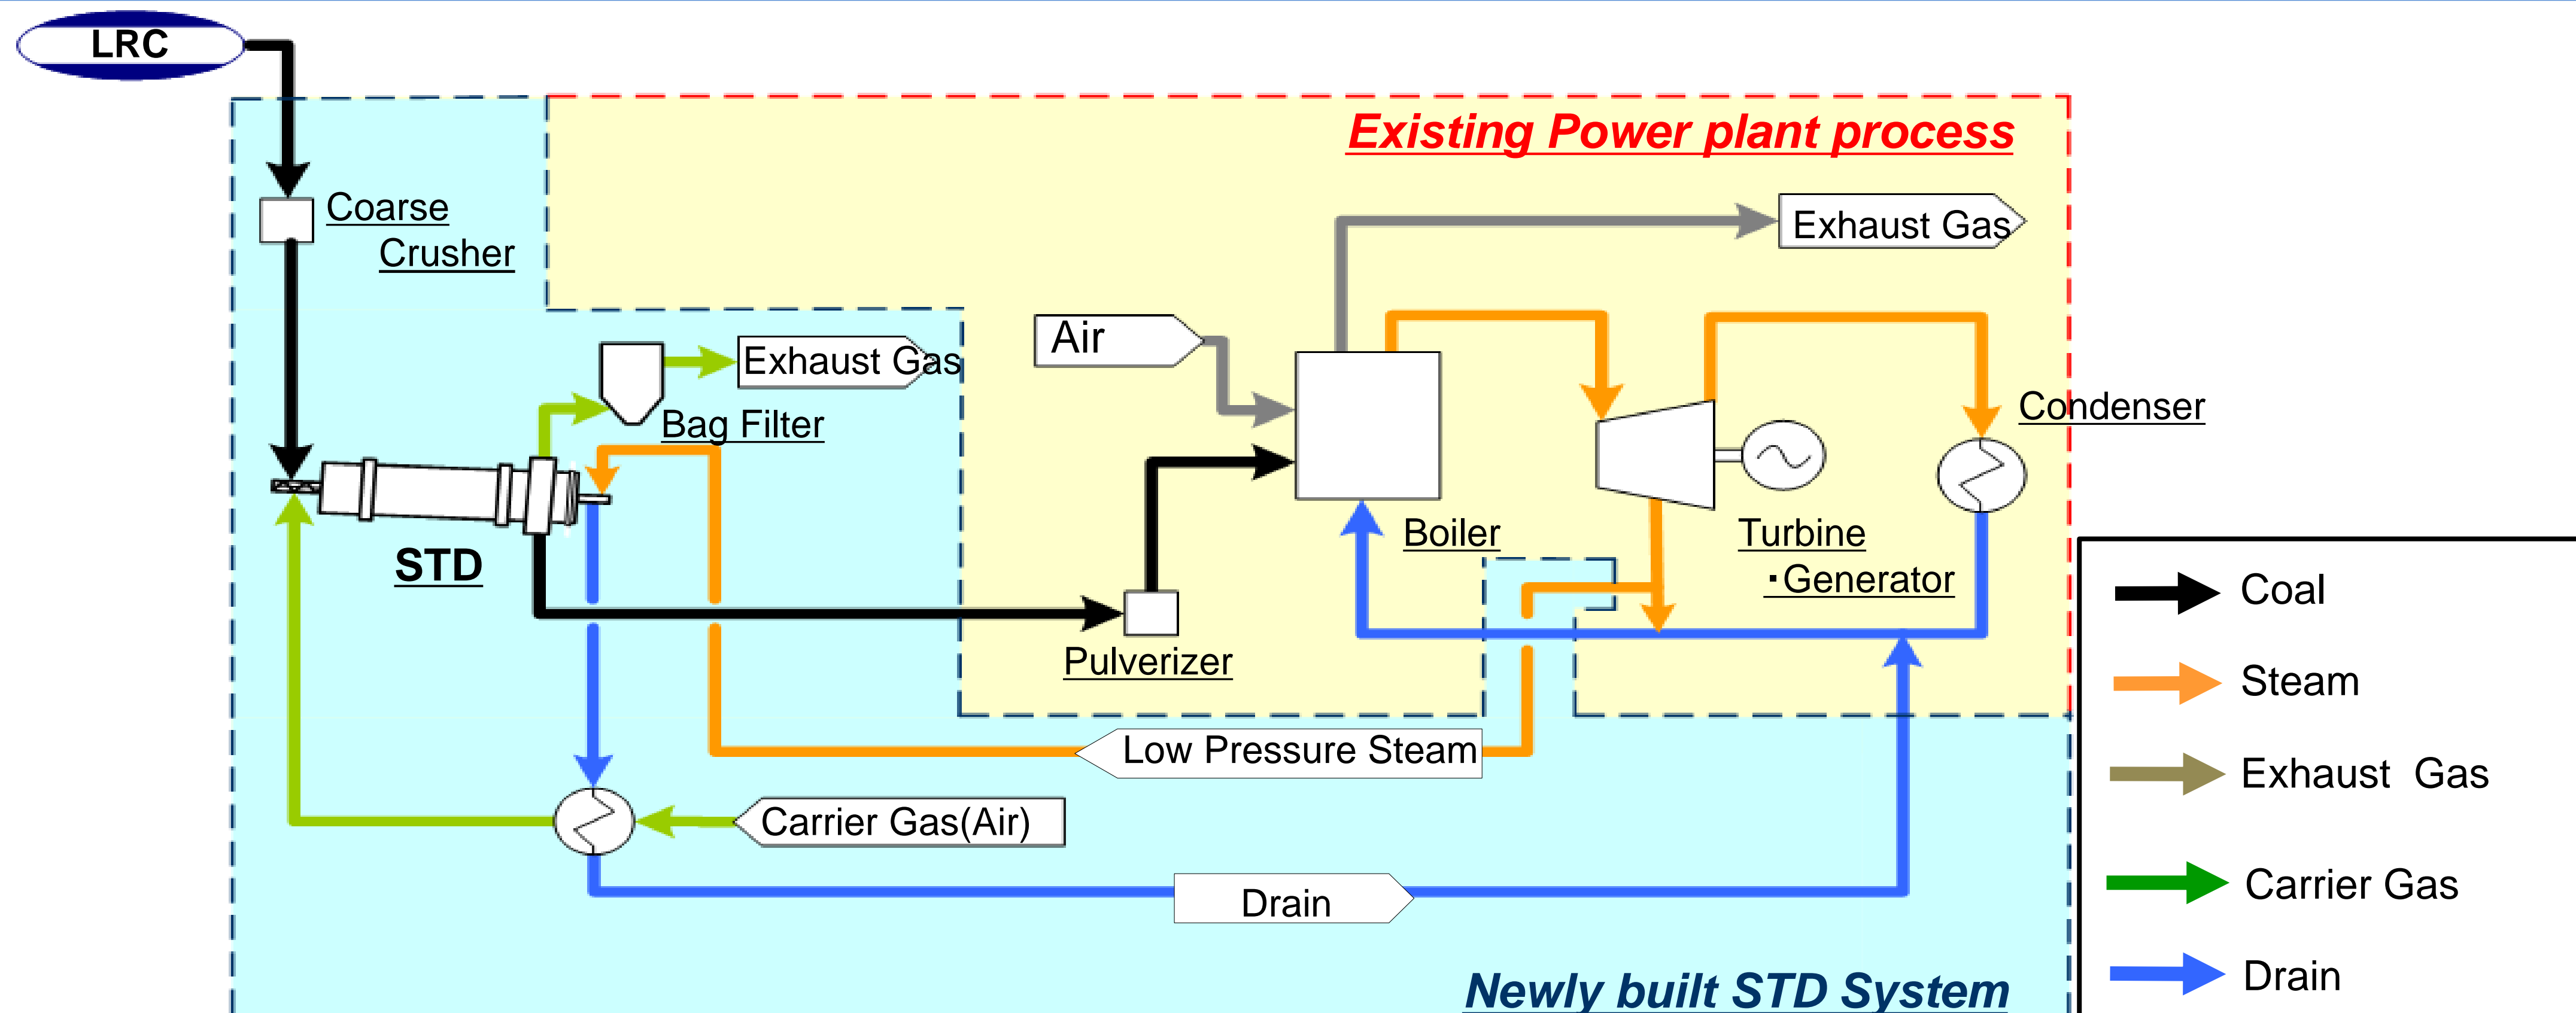 LRC
Existing Power plant process
Coarse
Crusher
Exhaust Gas
Air
Exhaust Gas
Bag Filter
Condenser
STD
Boiler
Turbine
・Generator
Pulverizer
Low Pressure Steam
Carrier Gas(Air)
Drain
Newly built STD System
Coal
Steam
Exhaust  Gas
Carrier Gas
Drain